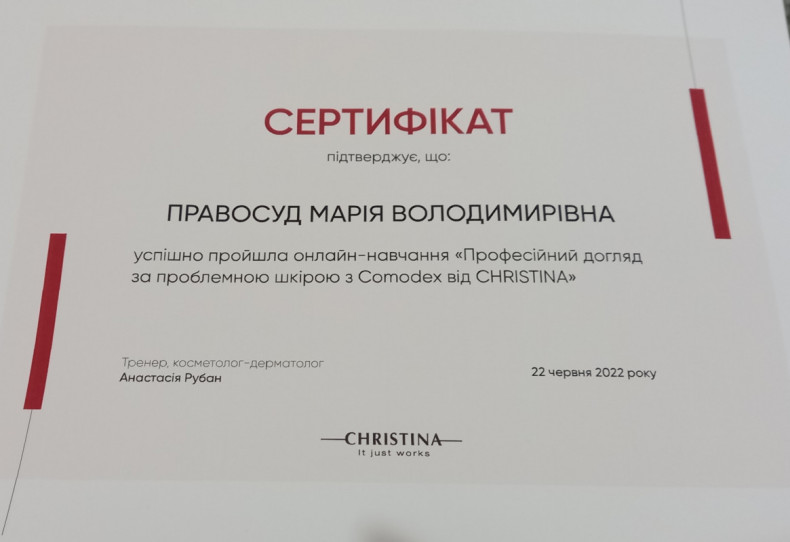 СЕРТИФІКАТ
підтверджує, що:
ПРАВОСУД МАРІЯ ВОЛОДИМИРІВНА
успішно пройшла онлайн-навчання «Професійний догляд
за проблемною шкірою з Comodex від CHRISTINA»
Тренер, косметолог-дерматолог
Анастасія Рубан
22 червня 2022 року
CHRISTINA
It just works